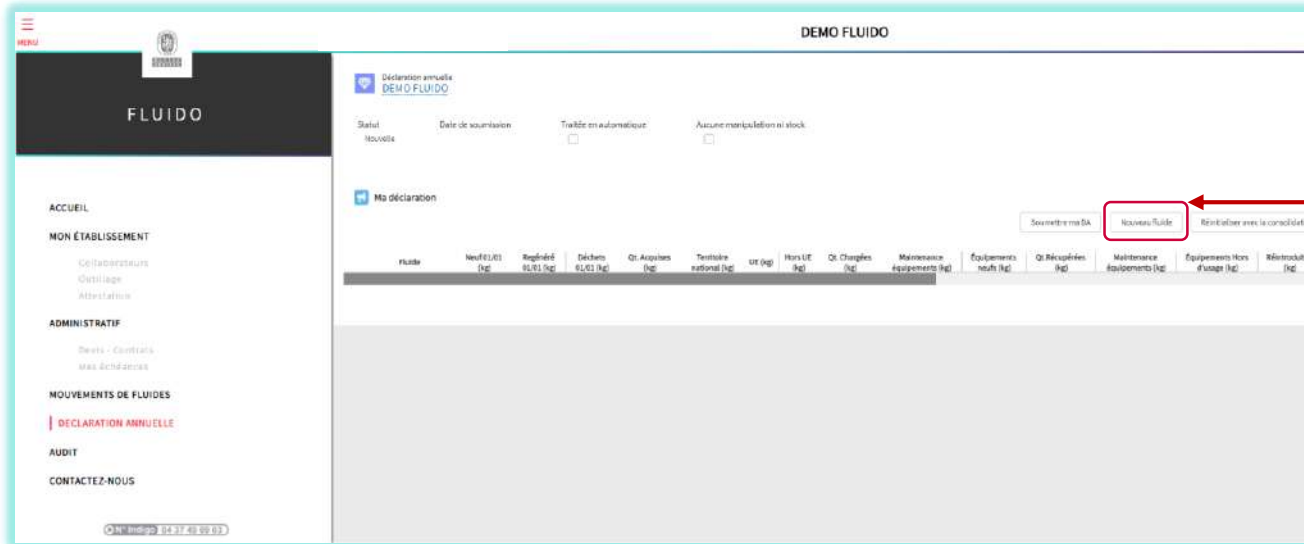 MENU
DEMO FLUIDO
FLUIDO
Déclaration annuelle
DEMO FLUIDO
Statut Date de soumission Traitée en automatique Aucune manipulation ni stock
Nouvelle
ACCUEIL
MON ÉTABLISSEMENT
Collaborateurs
Outillage
Attestation
ADMINISTRATIF
Devis - Contrats
Mes échéances
MOUVEMENTS DE FLUIDES
DECLARATION ANNUELLE
AUDIT
CONTACTEZ-NOUS
N° Indigo
Ma déclaration
Soumettre ma DA Nouveau fluide Réinitialiser avec la consolidati
Fluide Neuf 01/01 (kg) Regénéré 01/01 (kg) Déchets 01/01 (kg) Qt. Acquises (kg) Territoire national (kg) UE (kg) Hors UE (kg) Qt. Chargées (kg) Maintenance équipements (kg) Équipements neufs (kg) Qt Récupérées (kg) Maintenance équipements (kg) Équipements Hors d'usage (kg) Réintroduit (kg)